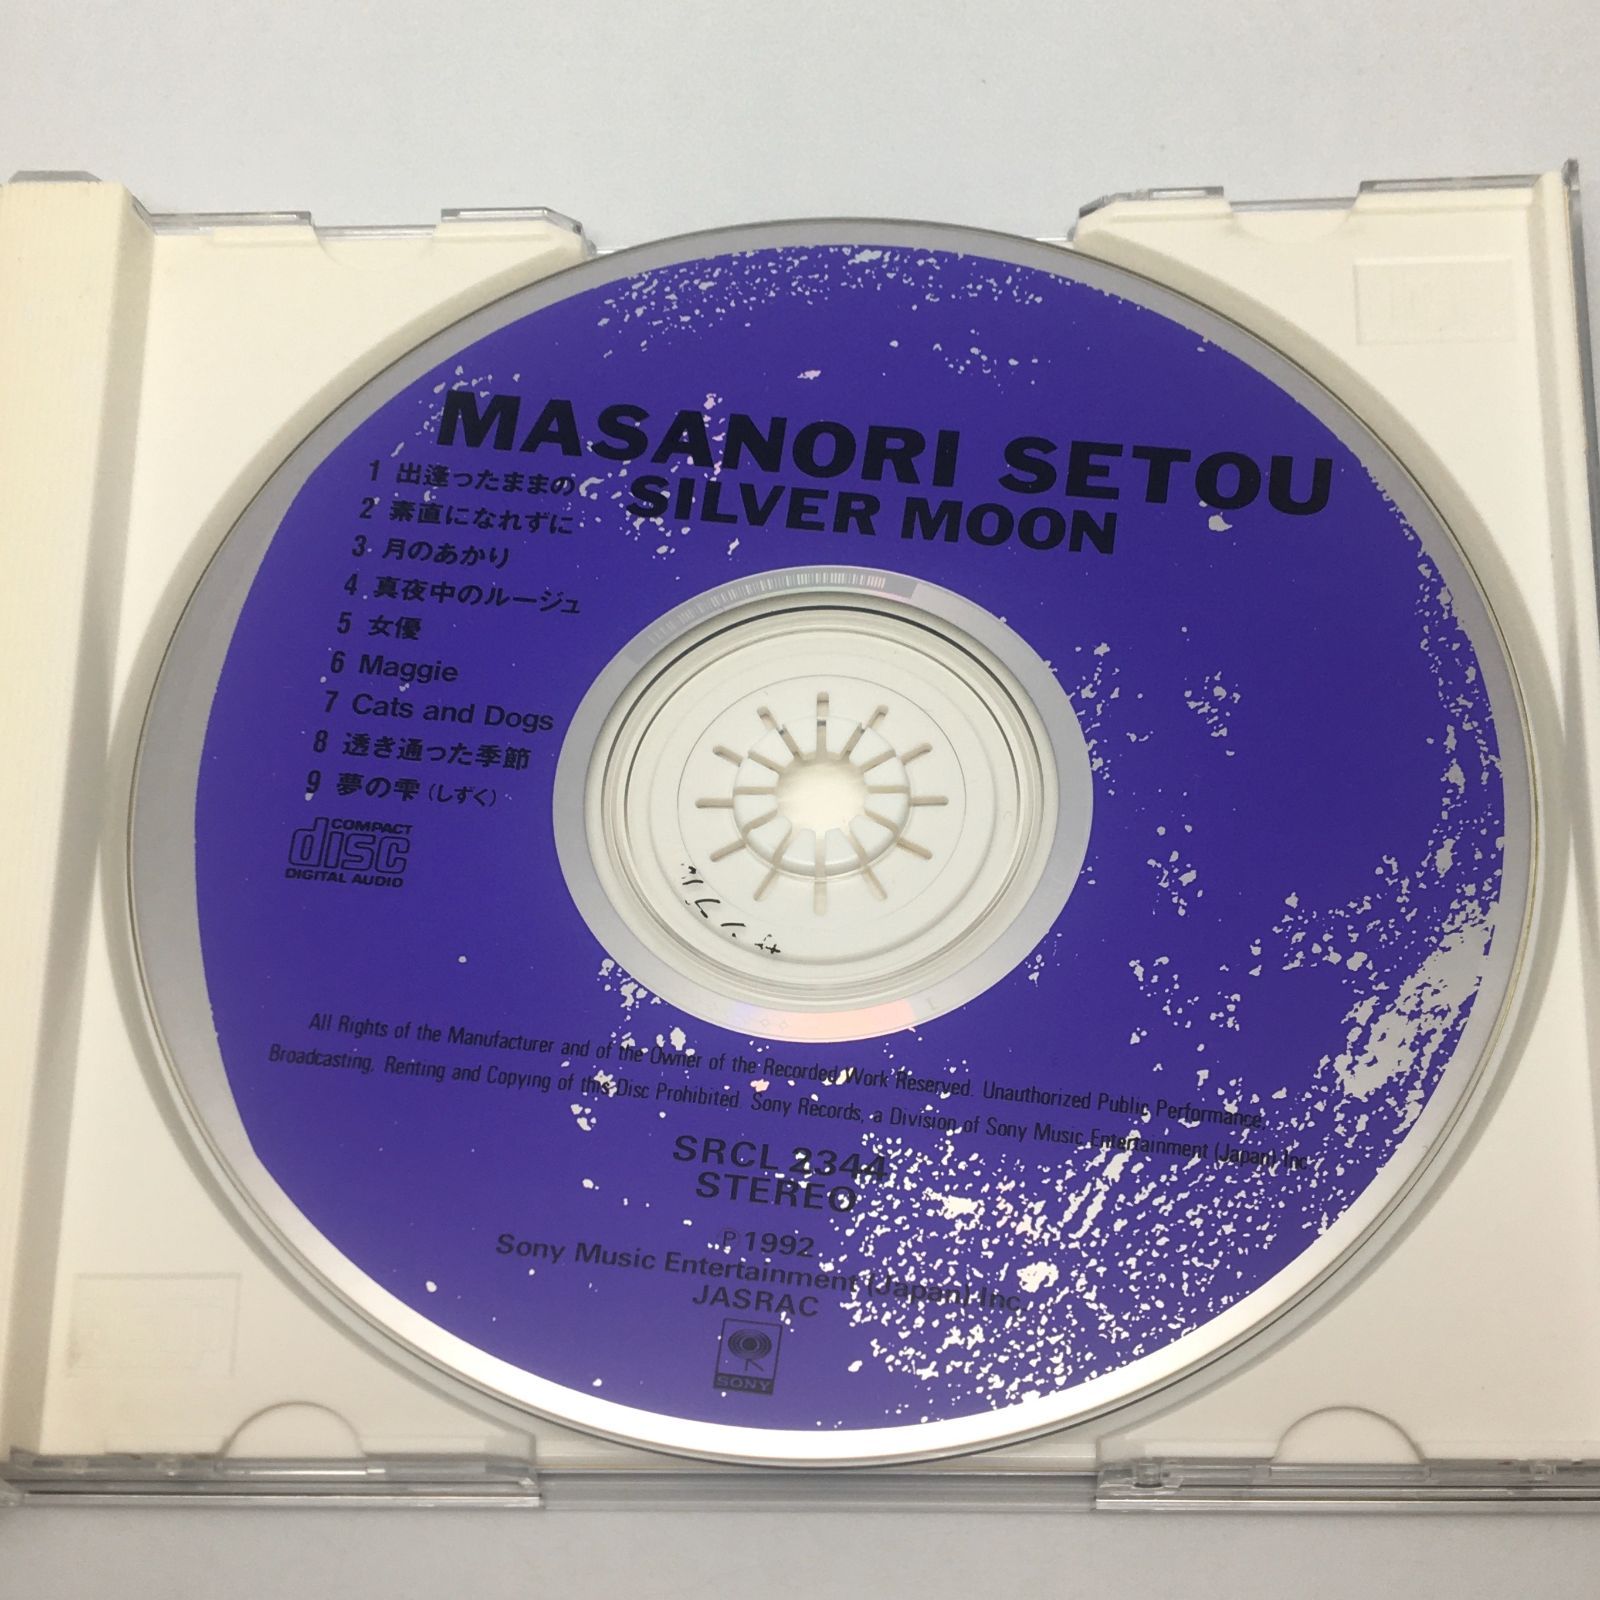 MASANORI SETOU
SILVER MOON
1 出逢ったままの
2 素直になれずに
3 月のあかり
4 真夜中のルージュ
5 女優
6 Maggie
7 Cats and Dogs
8 透き通った季節
9 夢の雫(しずく)
COMPACT
disc
DIGITAL AUDIO
All Rights of the Manufacturer and of the Owner of the Recorded Work Reserved. Unauthorized Public Performance,
Broadcasting, Renting and Copying of this Disc Prohibited. Sony Records, a Division of Sony Music Entertainment (Japan) Inc.
SRCL 2344
STEREO
Ⓟ1992
Sony Music Entertainment (Japan) Inc.
JASRAC
SONY